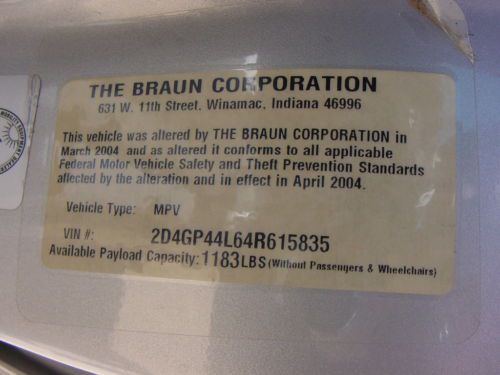 THE BRAUN CORPORATION
631 W. 11th Street, Winamac, Indiana 46996
This vehicle was altered by THE BRAUN CORPORATION in
March 2004 and as altered it conforms to all applicable
Federal Motor Vehicle Safety and Theft Prevention Standards
affected by the alteration and in effect in April 2004.
Vehicle Type: MPV
VIN #: 2D4GP44L64R615835
Available Payload Capacity: 1183LBS (Without Passengers & Wheelchairs)